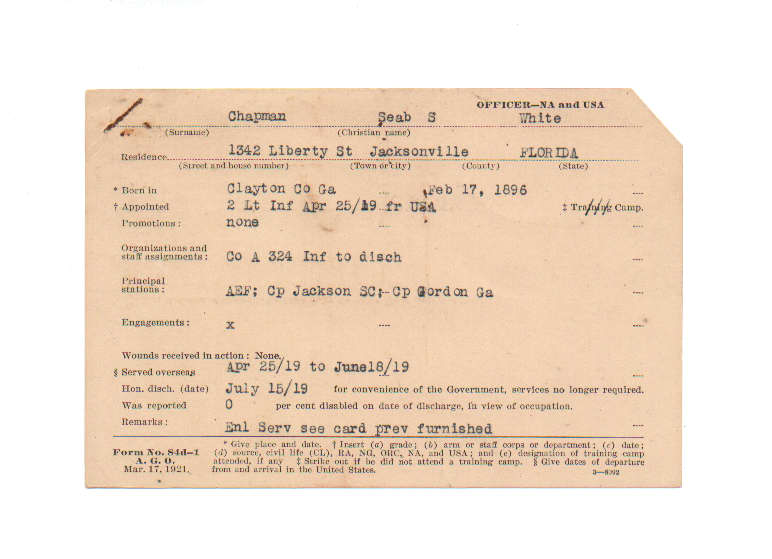 OFFICER—NA and USA
Chapman Seab S White
(Surname) (Christian name)
Residence 1342 Liberty St Jacksonville FLORIDA
(Street and house number) (Town or city) (County) (State)
* Born in Clayton Co Ga Feb 17, 1896
† Appointed 2 Lt Inf Apr 25/19 fr USA ‡ Training Camp.
Promotions: none
Organizations and
staff assignments: Co A 324 Inf to disch
Principal
stations: AEF; Cp Jackson SC;-Cp Gordon Ga
Engagements: x
Wounds received in action: None.
§ Served overseas Apr 25/19 to June18/19
Hon. disch. (date) July 15/19 for convenience of the Government, services no longer required.
Was reported 0 per cent disabled on date of discharge, in view of occupation.
Remarks: Enl Serv see card prev furnished
Form No. 84d-1
A. G. O.
Mar. 17, 1921.
* Give place and date. † Insert (a) grade; (b) arm or staff corps or department; (c) date;
(d) source, civil life (CL), RA, NG, ORC, NA, and USA; and (e) designation of training camp
attended, if any ‡ Strike out if he did not attend a training camp. § Give dates of departure
from and arrival in the United States. 3—8092